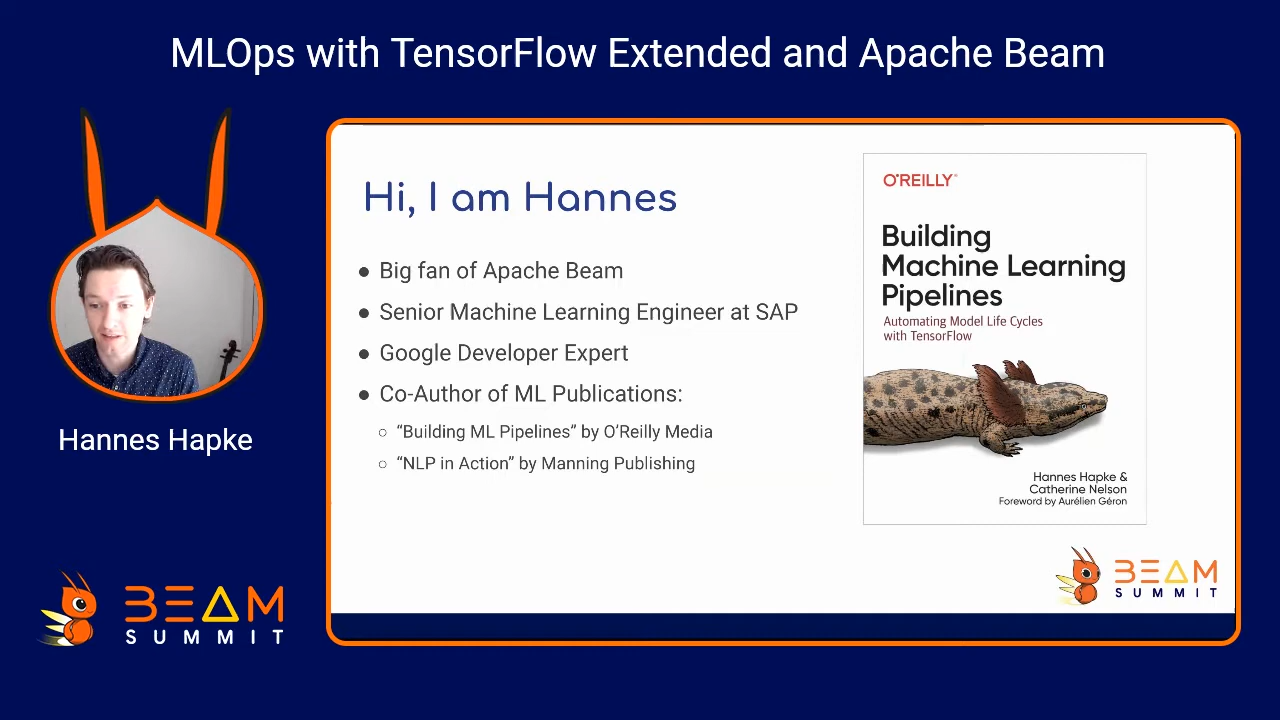 MLOps with TensorFlow Extended and Apache Beam
Hannes Hapke
BEAM
SUMMIT
Hi, I am Hannes
● Big fan of Apache Beam
● Senior Machine Learning Engineer at SAP
● Google Developer Expert
● Co-Author of ML Publications:
○ “Building ML Pipelines” by O’Reilly Media
○ “NLP in Action” by Manning Publishing
O'REILLY™
Building
Machine Learning
Pipelines
Automating Model Life Cycles
with TensorFlow
Hannes Hapke &
Catherine Nelson
Foreword by Aurélien Géron
BEAM
SUMMIT